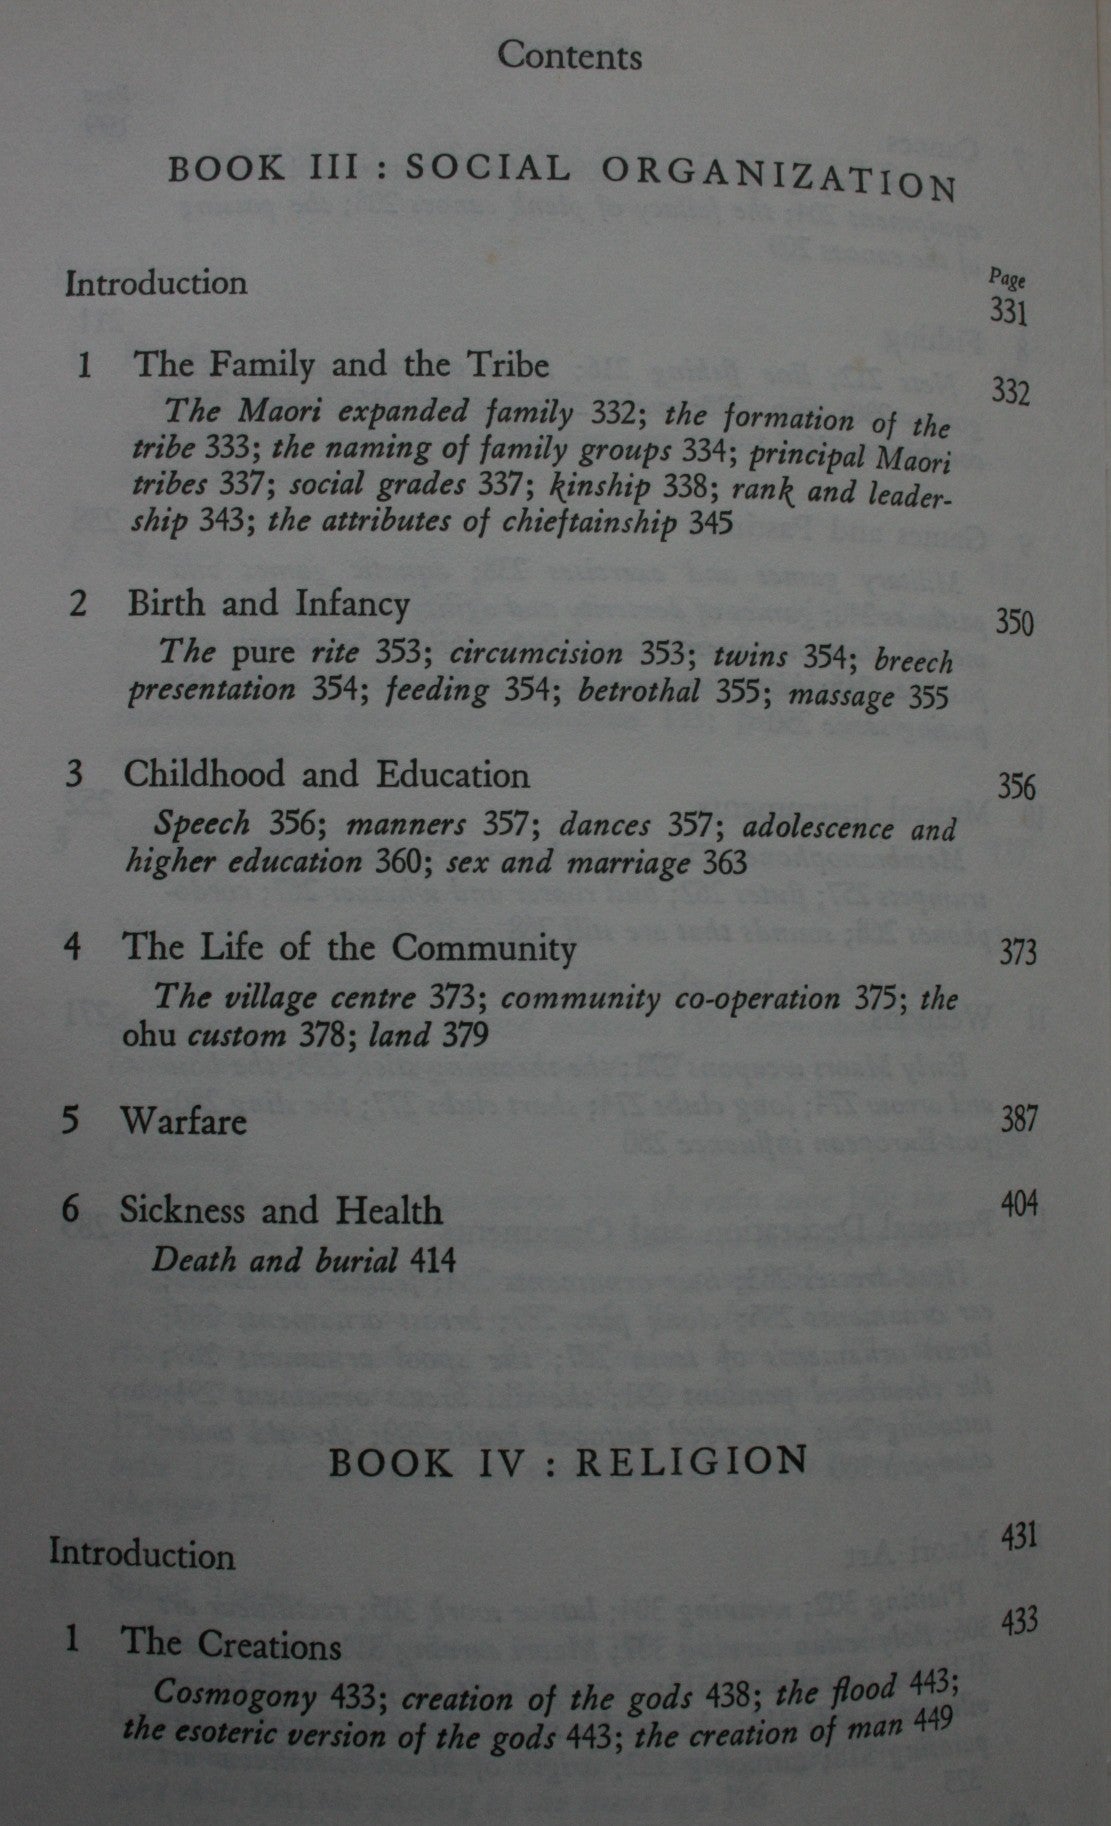 Contents
BOOK III : SOCIAL ORGANIZATION
Page
Introduction 331
1 The Family and the Tribe 332
The Maori expanded family 332; the formation of the
tribe 333; the naming of family groups 334; principal Maori
tribes 337; social grades 337; kinship 338; rank and leader-
ship 343; the attributes of chieftainship 345
2 Birth and Infancy 350
The pure rite 353; circumcision 353; twins 354; breech
presentation 354; feeding 354; betrothal 355; massage 355
3 Childhood and Education 356
Speech 356; manners 357; dances 357; adolescence and
higher education 360; sex and marriage 363
4 The Life of the Community 373
The village centre 373; community co-operation 375; the
ohu custom 378; land 379
5 Warfare 387
6 Sickness and Health 404
Death and burial 414
BOOK IV : RELIGION
Introduction 431
1 The Creations 433
Cosmogony 433; creation of the gods 438; the flood 443;
the esoteric version of the gods 443; the creation of man 449